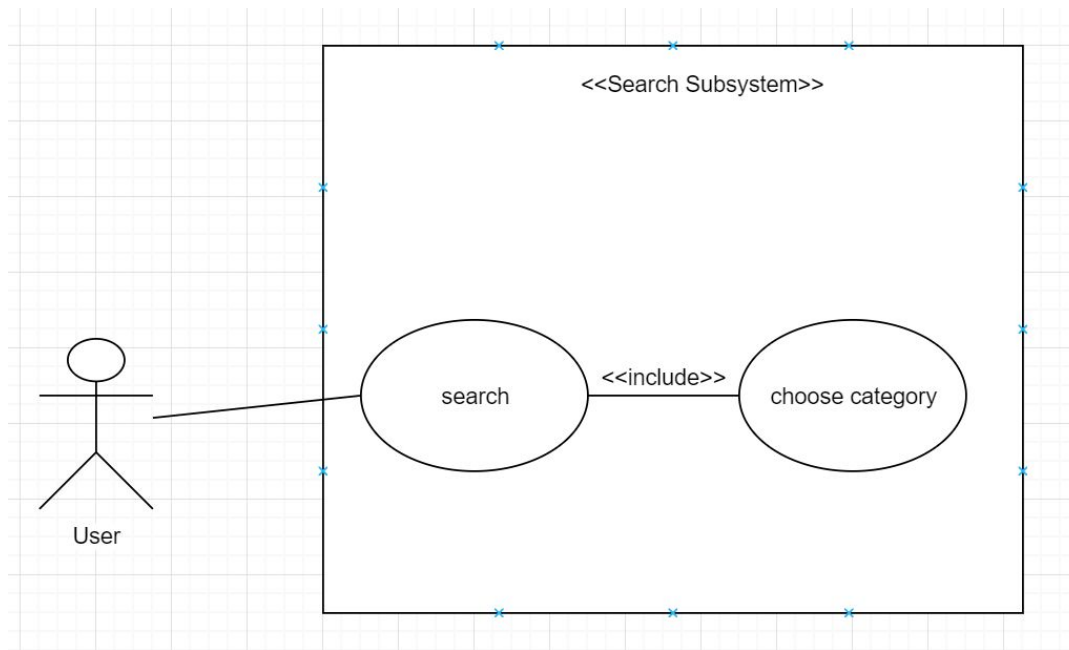 <<Search Subsystem>>
<<include>>
search
choose category
User